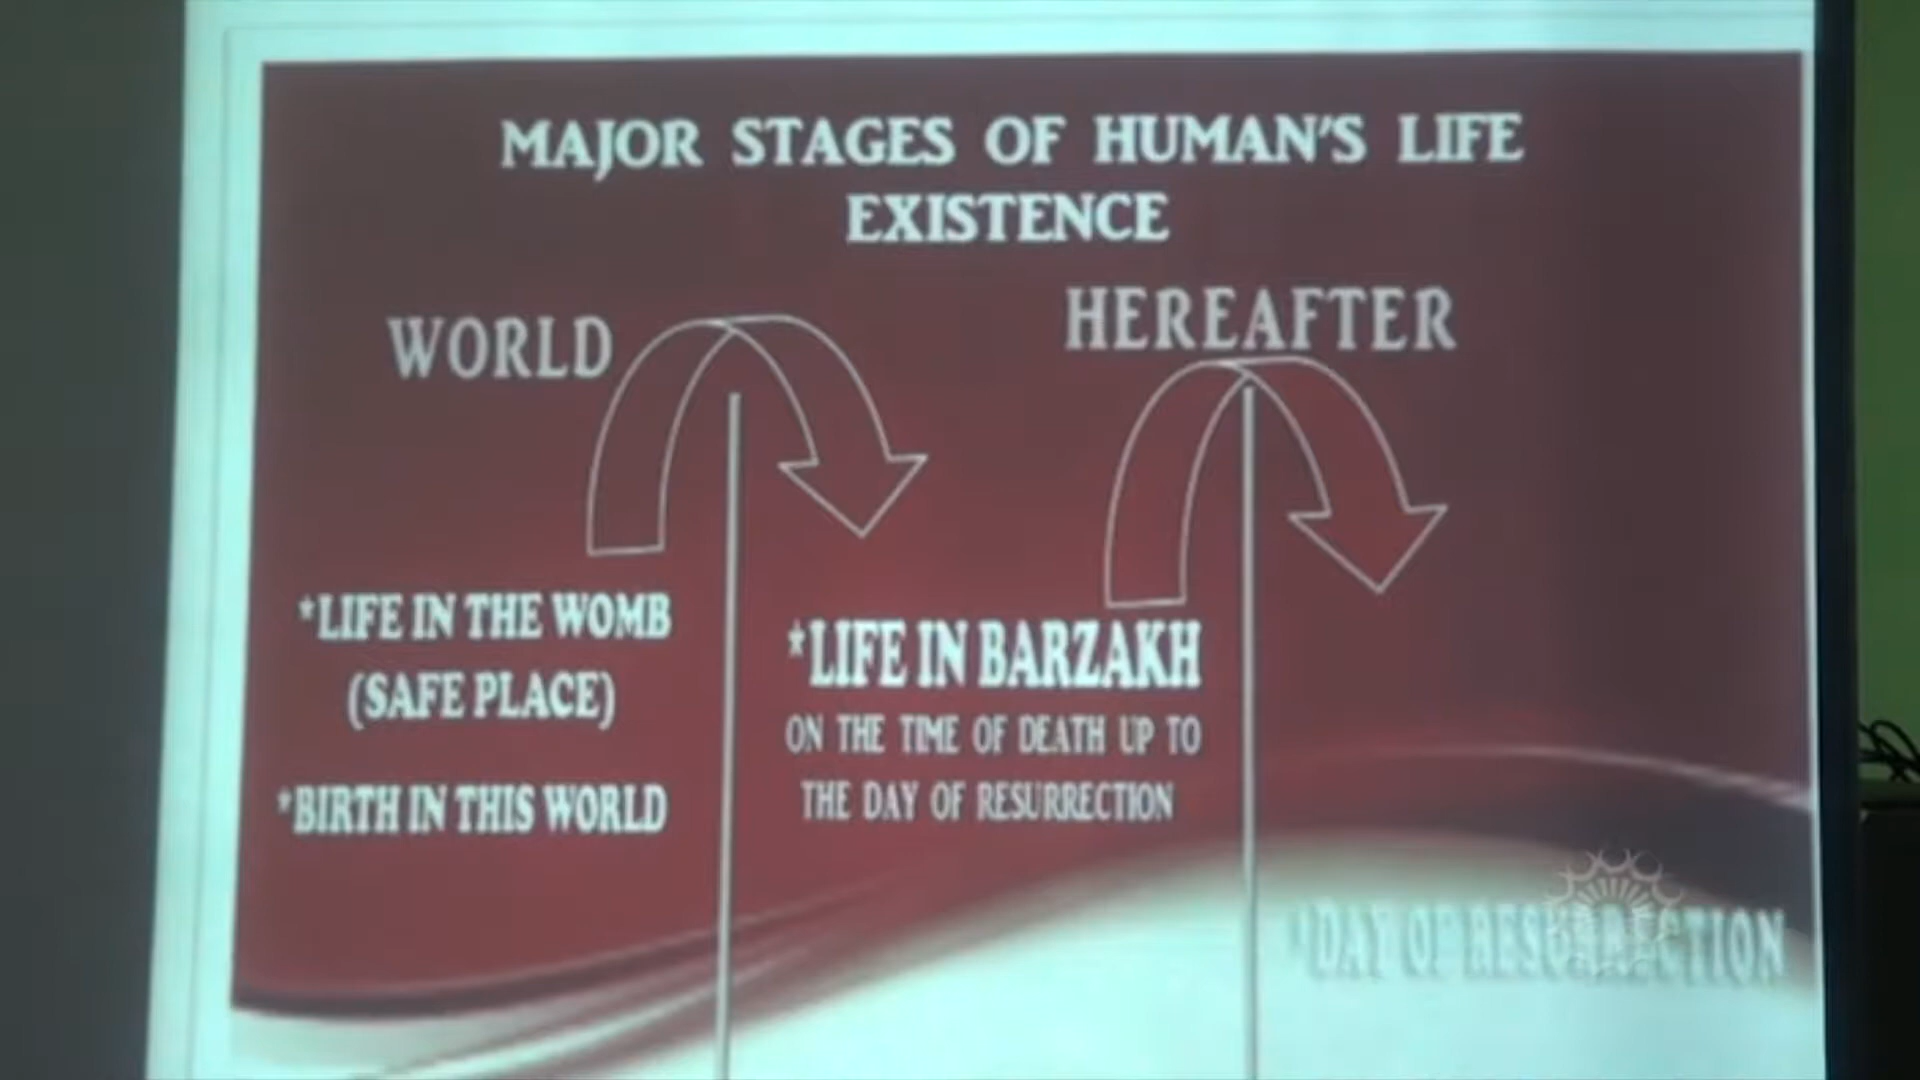 MAJOR STAGES OF HUMAN'S LIFE
EXISTENCE
WORLD
HEREAFTER
*LIFE IN THE WOMB
(SAFE PLACE)
*BIRTH IN THIS WORLD
*LIFE IN BARZAKH
ON THE TIME OF DEATH UP TO
THE DAY OF RESURRECTION
*DAY OF RESURRECTION